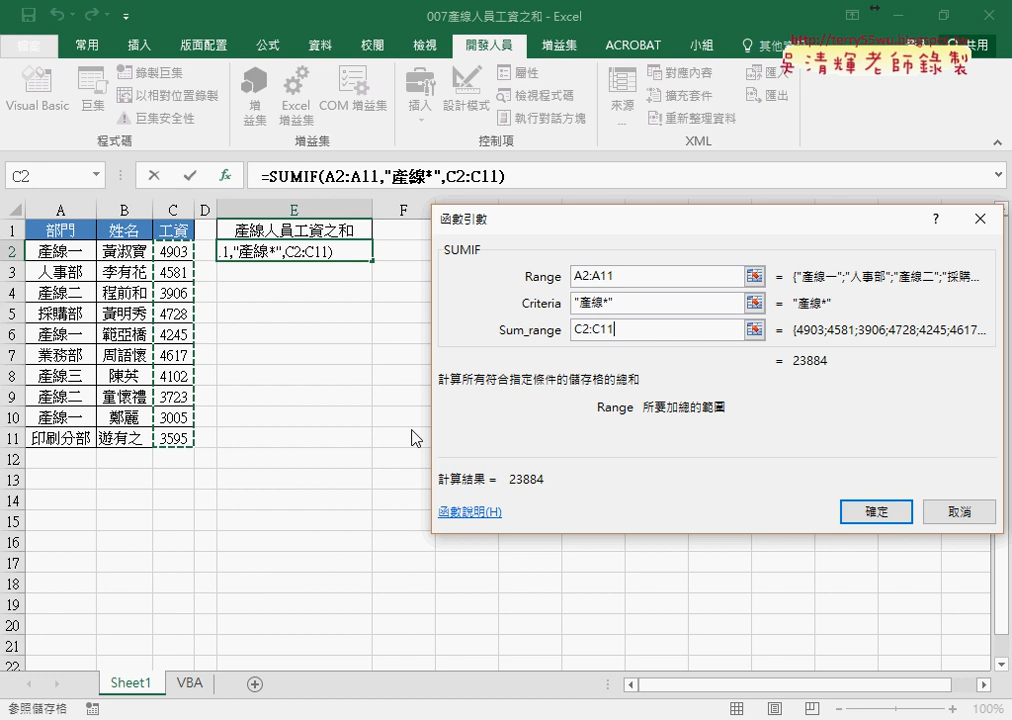 007產線人員工資之和 - Excel
http://terry55wu.blogspot.tw
吳清輝老師錄製
常用 插入 版面配置 公式 資料 校閱 檢視 開發人員 增益集 ACROBAT 小組 共用
Visual Basic 巨集 錄製巨集 以相對位置錄製 巨集安全性
增益集 Excel 增益集 COM 增益集
插入 設計模式 屬性 檢視程式碼 執行對話方塊
來源... 對應內容 擴充套件 重新整理資料 匯出
程式碼 增益集 控制項 XML
C2 =SUMIF(A2:A11,"產線*",C2:C11)
A B C D E F
1 部門 姓名 工資 產線人員工資之和
2 產線一 黃淑寶 4903 .1,"產線*",C2:C11)
3 人事部 李有花 4581
4 產線二 程前和 3906
5 採購部 黃明秀 4728
6 產線一 範亞橋 4245
7 業務部 周語懷 4617
8 產線三 陳英 4102
9 產線二 童懷禮 3723
10 產線一 鄭麗 3005
11 印刷分部 遊有之 3595
12
13
14
15
16
17
18
19
20
21
22
函數引數 ?
SUMIF
Range A2:A11 = {"產線一";"人事部";"產線二";"採購...
Criteria "產線*" = "產線*"
Sum_range C2:C11 = {4903;4581;3906;4728;4245;4617...
= 23884
計算所有符合指定條件的儲存格的總和
Range 所要加總的範圍
計算結果 = 23884
函數說明(H) 確定 取消
Sheet1 VBA
參照儲存格 100%